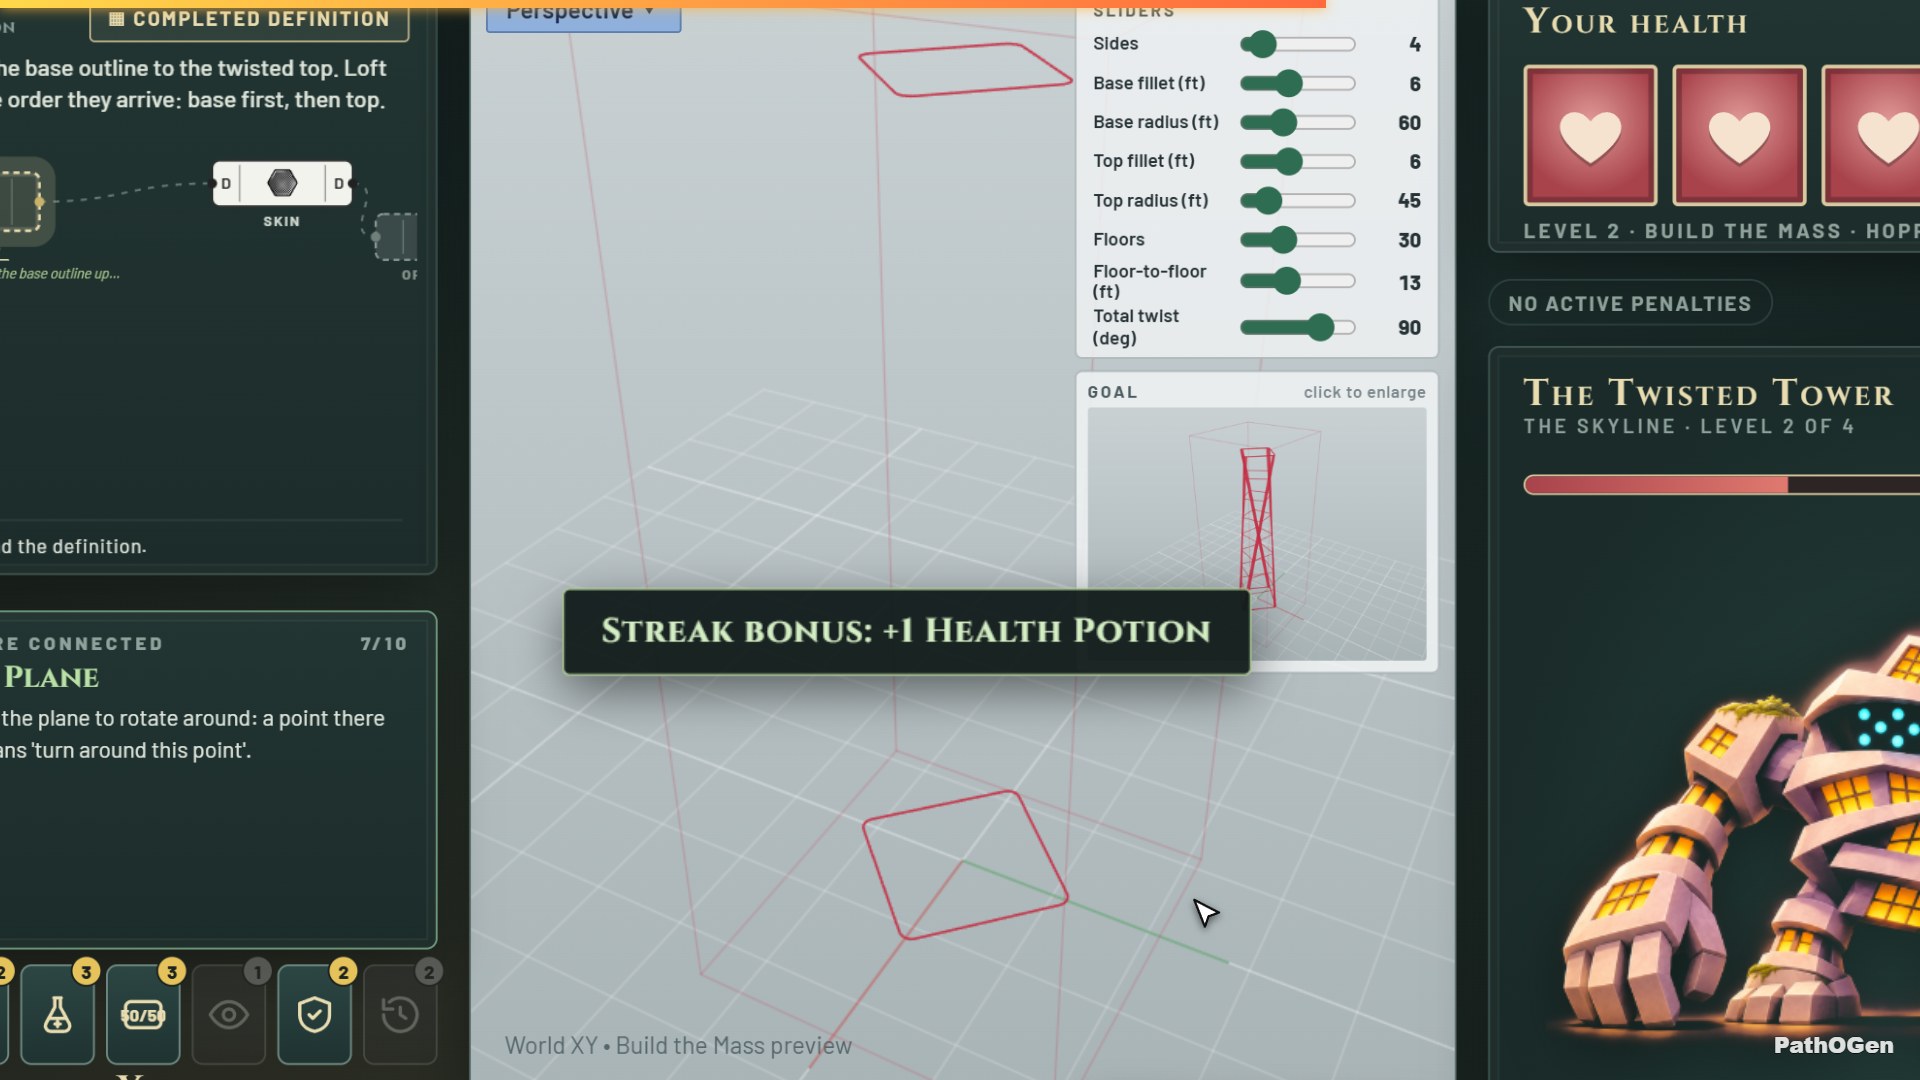 COMPLETED DEFINITION
he base outline to the twisted top. Loft
order they arrive: base first, then top.
D
D
SKIN
the base outline up...
d the definition.
RE CONNECTED
7/10
PLANE
the plane to rotate around: a point there
ans 'turn around this point'.
2
3
3
1
2
2
50/50
Perspective
SLIDERS
Sides 4
Base fillet (ft) 6
Base radius (ft) 60
Top fillet (ft) 6
Top radius (ft) 45
Floors 30
Floor-to-floor
(ft) 13
Total twist
(deg) 90
GOAL
click to enlarge
STREAK BONUS: +1 HEALTH POTION
World XY • Build the Mass preview
YOUR HEALTH
LEVEL 2 · BUILD THE MASS · HOPP
NO ACTIVE PENALTIES
THE TWISTED TOWER
THE SKYLINE · LEVEL 2 OF 4
PathOGen